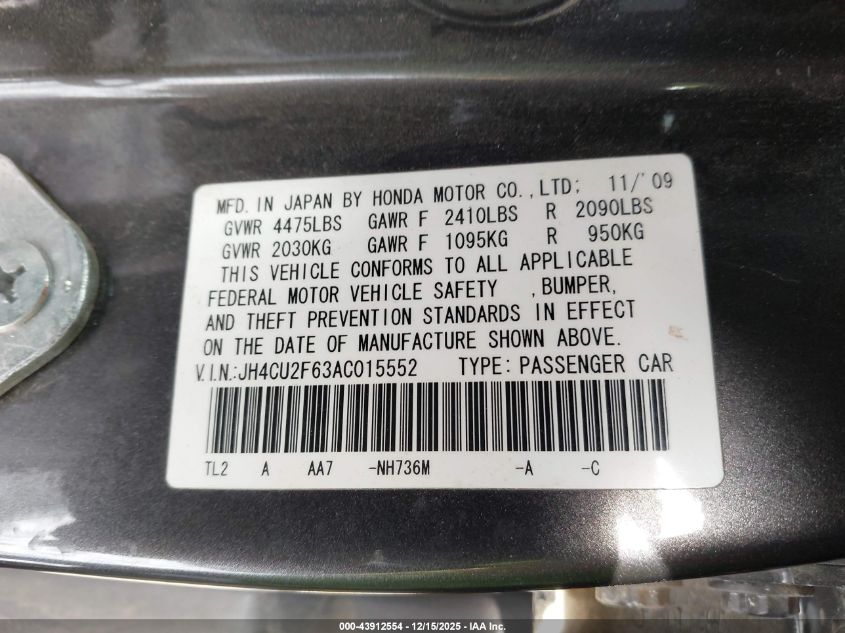 MFD. IN JAPAN BY HONDA MOTOR CO.,LTD; 11/'09
GVWR 4475LBS GAWR F 2410LBS R 2090LBS
GVWR 2030KG GAWR F 1095KG R 950KG
THIS VEHICLE CONFORMS TO ALL APPLICABLE
FEDERAL MOTOR VEHICLE SAFETY ,BUMPER,
AND THEFT PREVENTION STANDARDS IN EFFECT
ON THE DATE OF MANUFACTURE SHOWN ABOVE.
V.I.N.:JH4CU2F63AC015552 TYPE: PASSENGER CAR
TL2 A AA7 -NH736M -A -C
000-43912554 - 12/15/2025 - IAA Inc.